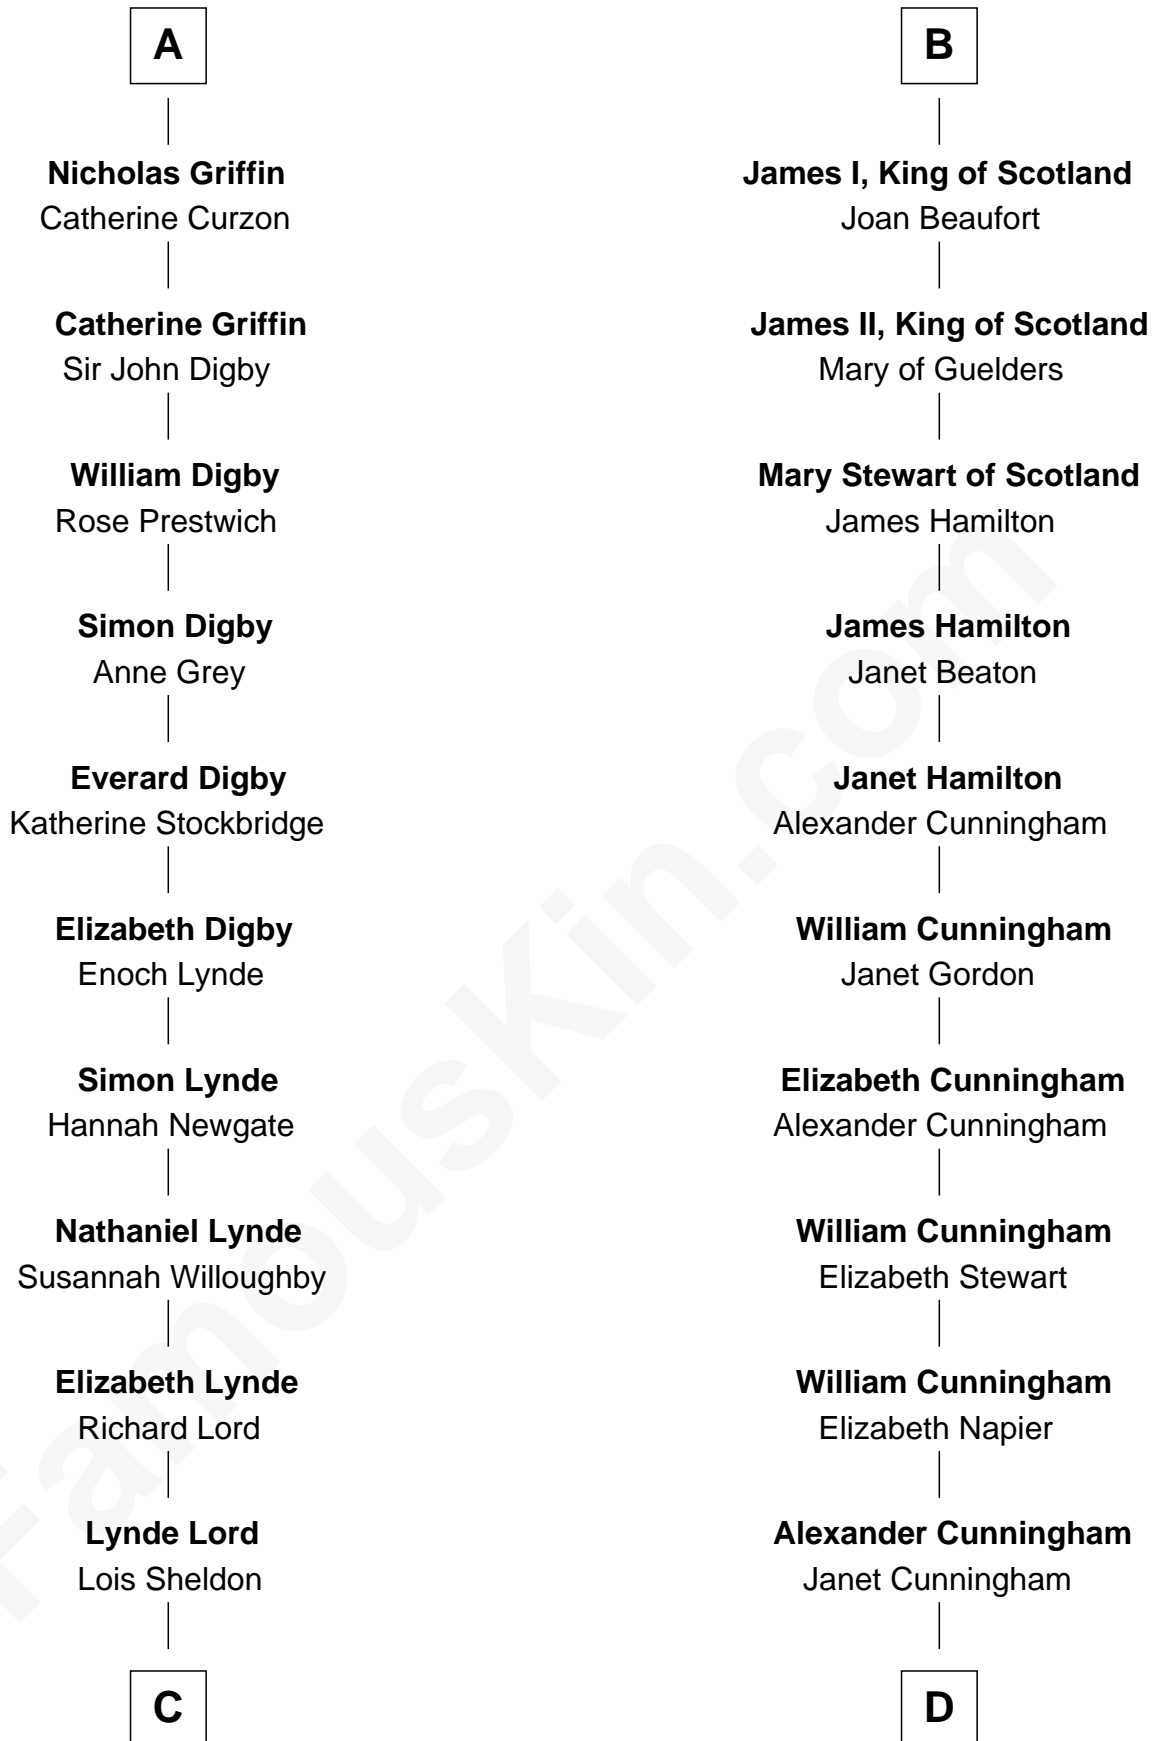 A
Nicholas Griffin
Catherine Curzon
Catherine Griffin
Sir John Digby
William Digby
Rose Prestwich
Simon Digby
Anne Grey
Everard Digby
Katherine Stockbridge
Elizabeth Digby
Enoch Lynde
Simon Lynde
Hannah Newgate
Nathaniel Lynde
Susannah Willoughby
Elizabeth Lynde
Richard Lord
Lynde Lord
Lois Sheldon
C
B
James I, King of Scotland
Joan Beaufort
James II, King of Scotland
Mary of Guelders
Mary Stewart of Scotland
James Hamilton
James Hamilton
Janet Beaton
Janet Hamilton
Alexander Cunningham
William Cunningham
Janet Gordon
Elizabeth Cunningham
Alexander Cunningham
William Cunningham
Elizabeth Stewart
William Cunningham
Elizabeth Napier
Alexander Cunningham
Janet Cunningham
D
FamousKin.com